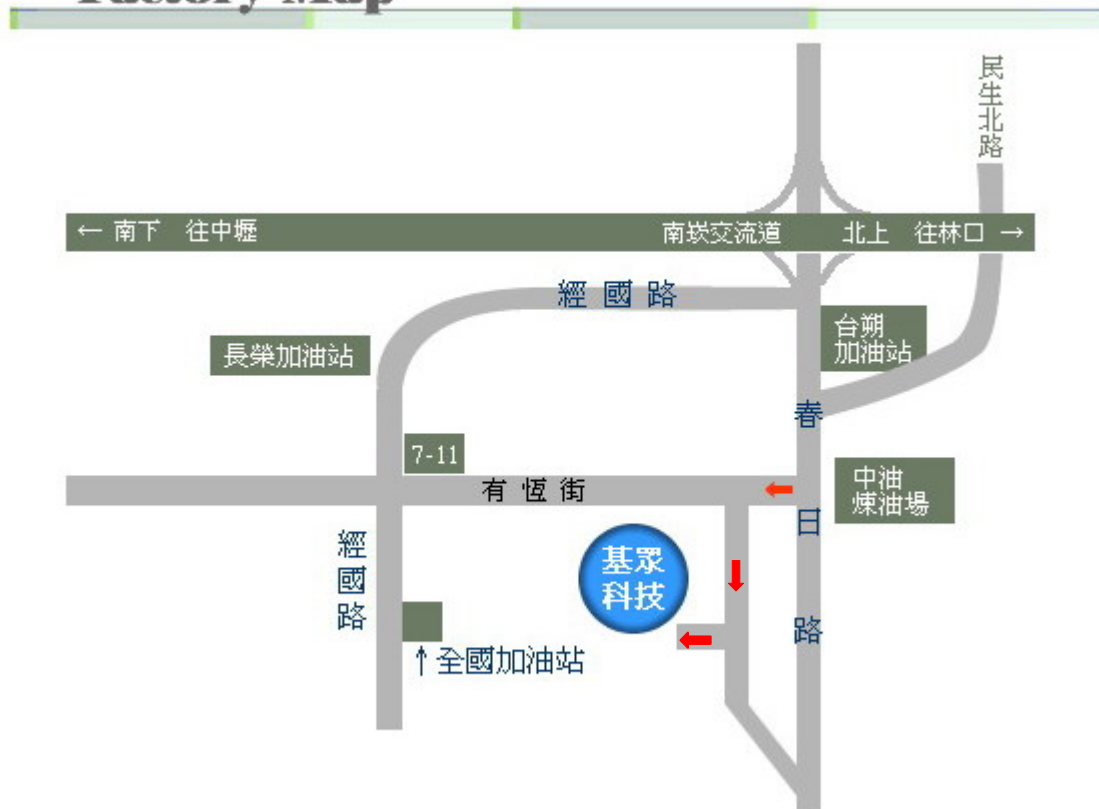 Factory Map
民生北路
← 南下 往中壢
南崁交流道 北上 往林口 →
經國路
台朔
加油站
長榮加油站
春日路
7-11
有恆街
中油
煉油場
經國路
基眾
科技
↑全國加油站